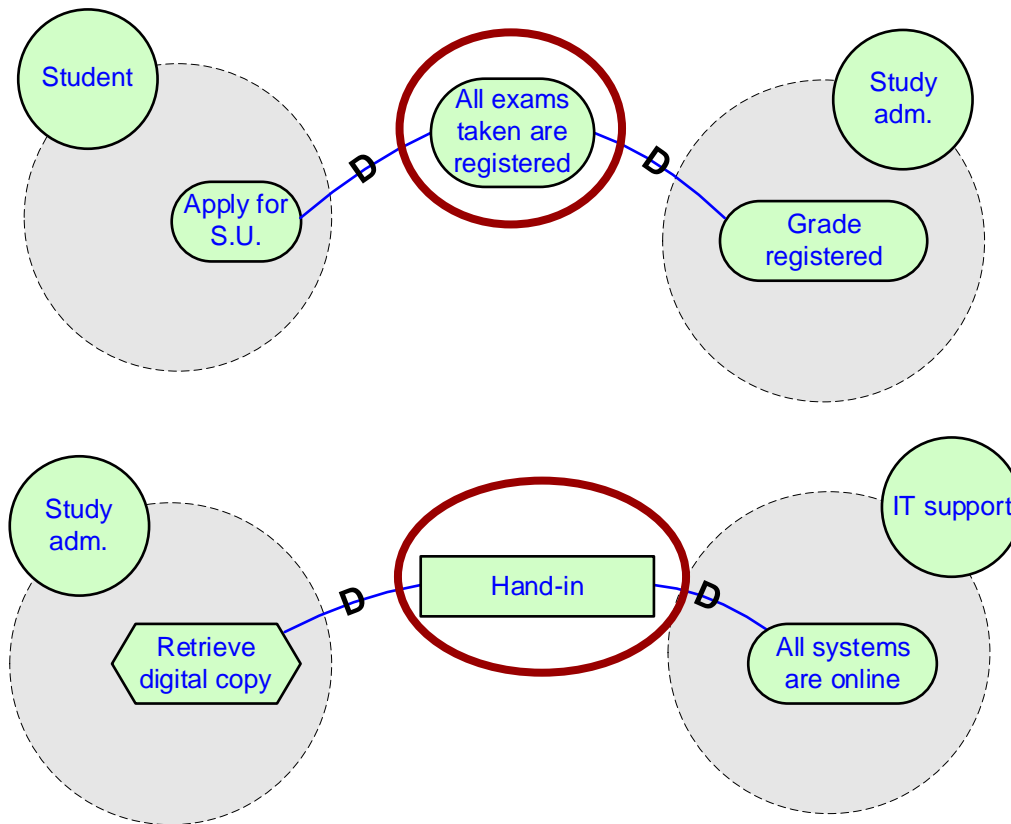 Student
All exams
taken are
registered
Study
adm.
D
D
Apply for
S.U.
Grade
registered
Study
adm.
IT support
Hand-in
D
D
Retrieve
digital copy
All systems
are online